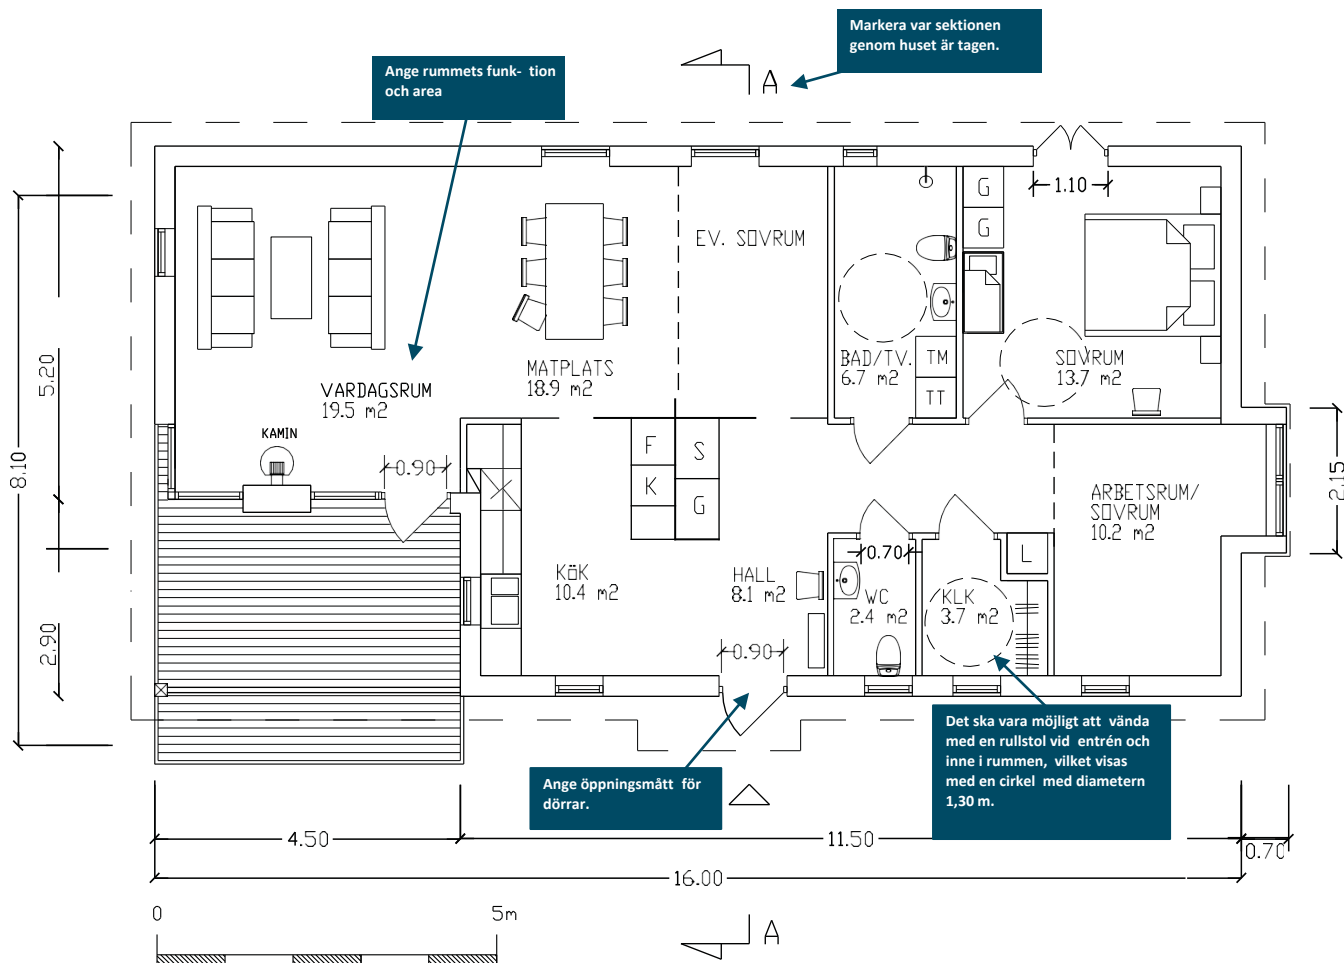 Markera var sektionen
genom huset är tagen.
Ange rummets funk- tion
och area
A
1.10
G
G
EV. SOVRUM
MATPLATS
18.9 m2
BAD/TV.
6.7 m2
TM
TT
SOVRUM
13.7 m2
VARDAGSRUM
19.5 m2
KAMIN
0.90
F
K
S
G
ARBETSRUM/
SOVRUM
10.2 m2
5.20
8.10
2.15
2.90
KÖK
10.4 m2
HALL
8.1 m2
0.70
L
WC
2.4 m2
KLK
3.7 m2
0.90
Det ska vara möjligt att vända
med en rullstol vid entrén och
inne i rummen, vilket visas
med en cirkel med diametern
1,30 m.
Ange öppningsmått för
dörrar.
4.50
11.50
0.70
16.00
0
5m
A